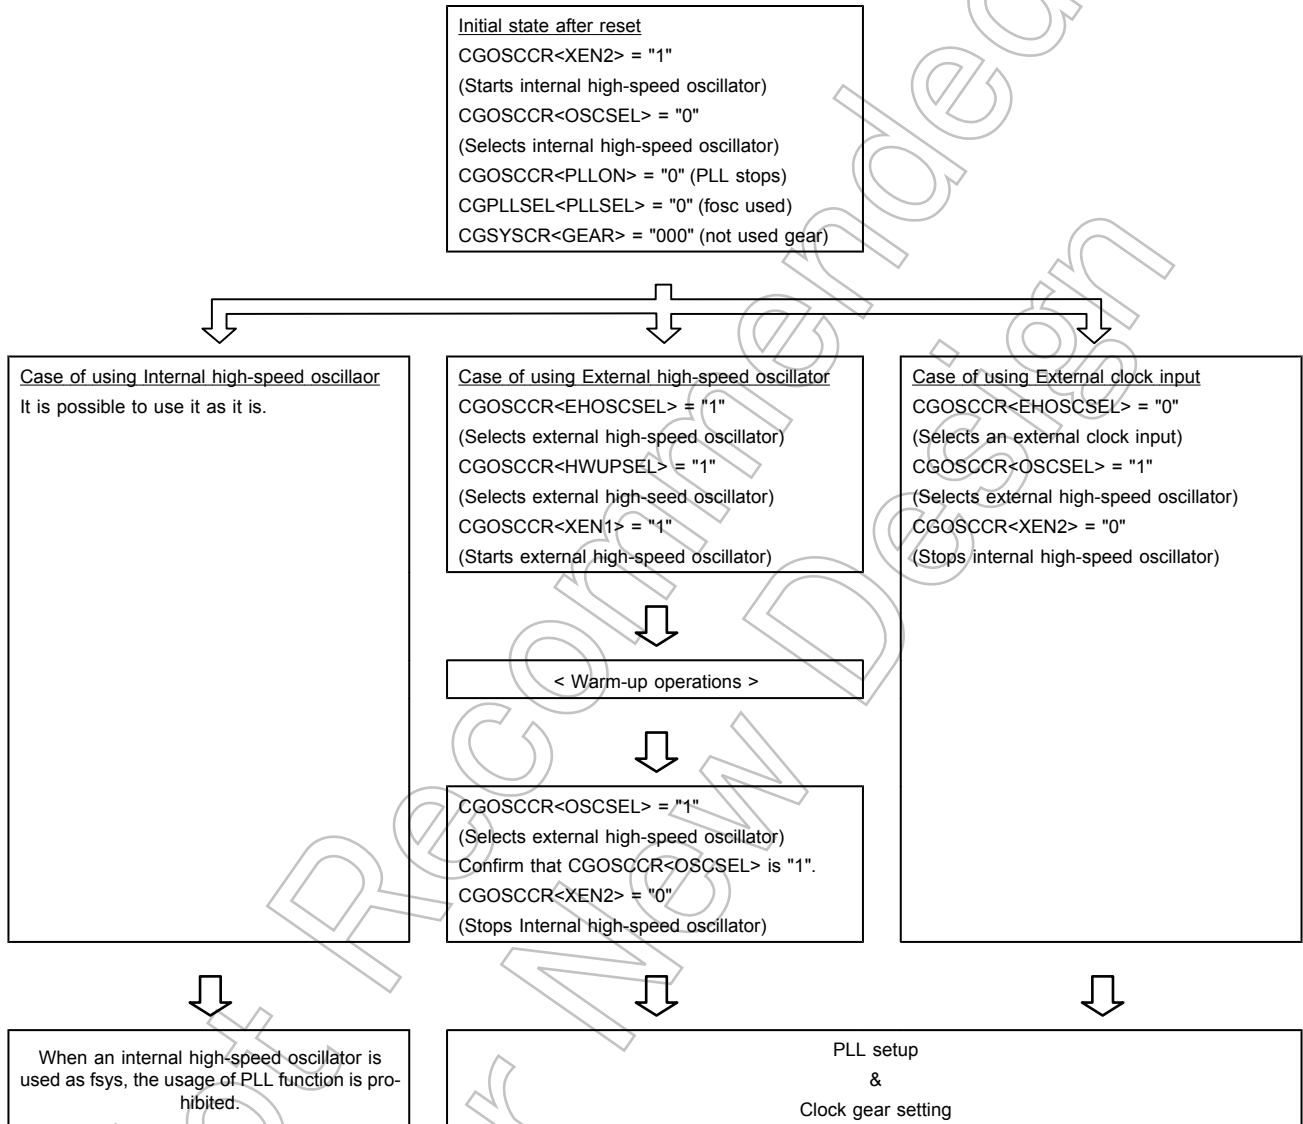 Initial state after reset
CGOSCCR<XEN2> = "1"
(Starts internal high-speed oscillator)
CGOSCCR<OSCSEL> = "0"
(Selects internal high-speed oscillator)
CGOSCCR<PLLON> = "0" (PLL stops)
CGPLLSEL<PLLSEL> = "0" (fosc used)
CGSYSCR<GEAR> = "000" (not used gear)
Case of using Internal high-speed oscillaor
It is possible to use it as it is.
Case of using External high-speed oscillator
CGOSCCR<EHOSCSEL> = "1"
(Selects external high-speed oscillator)
CGOSCCR<HWUPSEL> = "1"
(Selects external high-seed oscillator)
CGOSCCR<XEN1> = "1"
(Starts external high-speed oscillator)
< Warm-up operations >
CGOSCCR<OSCSEL> = "1"
(Selects external high-speed oscillator)
Confirm that CGOSCCR<OSCSEL> is "1".
CGOSCCR<XEN2> = "0"
(Stops Internal high-speed oscillator)
Case of using External clock input
CGOSCCR<EHOSCSEL> = "0"
(Selects an external clock input)
CGOSCCR<OSCSEL> = "1"
(Selects external high-speed oscillator)
CGOSCCR<XEN2> = "0"
(Stops internal high-speed oscillator)
When an internal high-speed oscillator is
used as fsys, the usage of PLL function is pro-
hibited.
PLL setup
&
Clock gear setting
ot Recommended
r New Design